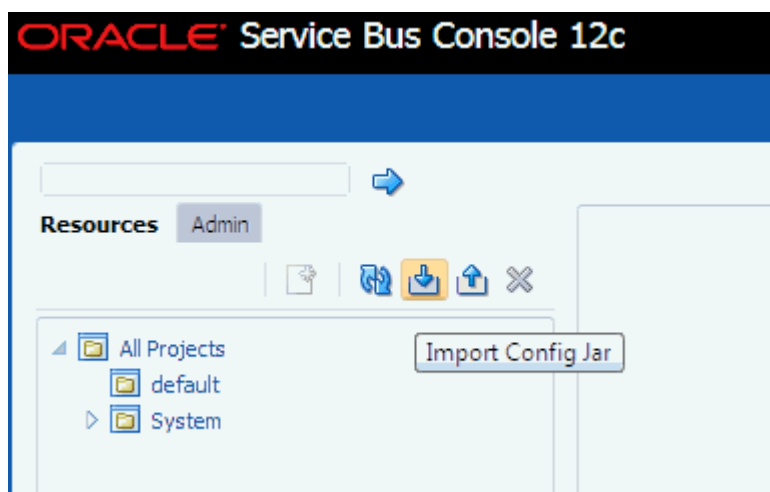 ORACLE Service Bus Console 12c
Resources Admin
Import Config Jar
All Projects
default
System